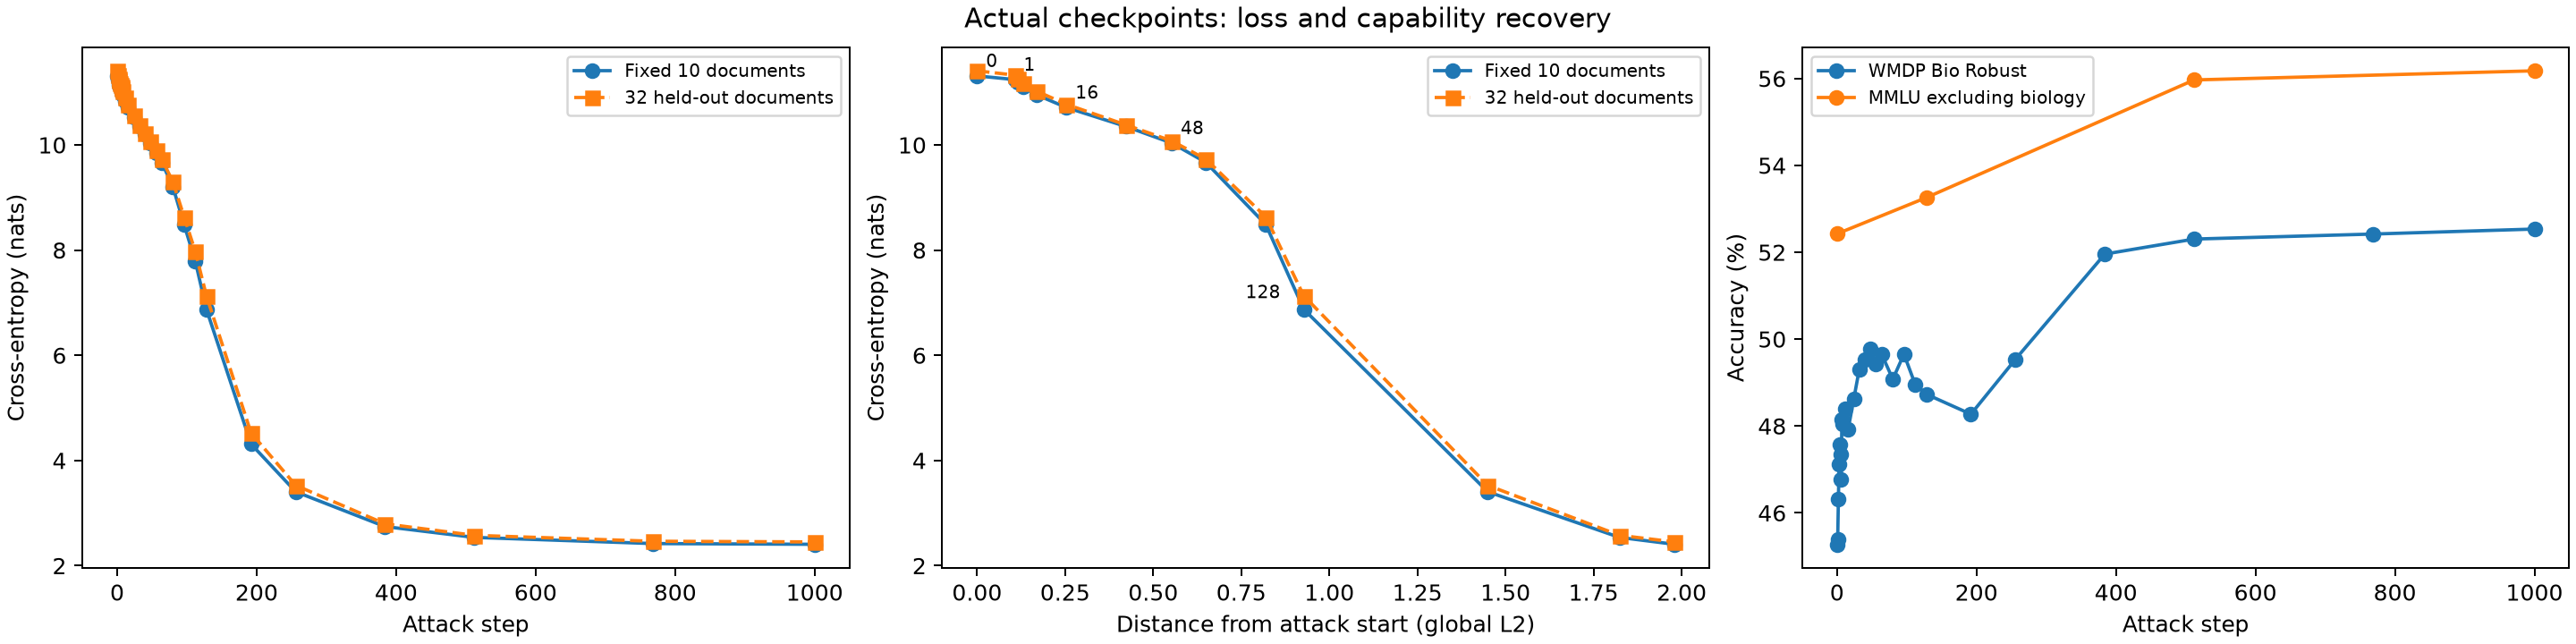 Actual checkpoints: loss and capability recovery
Cross-entropy (nats)
10
8
6
4
2
Fixed 10 documents
32 held-out documents
0 200 400 600 800 1000
Attack step
Cross-entropy (nats)
10
8
6
4
2
0
1
16
48
128
Fixed 10 documents
32 held-out documents
0.00 0.25 0.50 0.75 1.00 1.25 1.50 1.75 2.00
Distance from attack start (global L2)
Accuracy (%)
56
54
52
50
48
46
WMDP Bio Robust
MMLU excluding biology
0 200 400 600 800 1000
Attack step